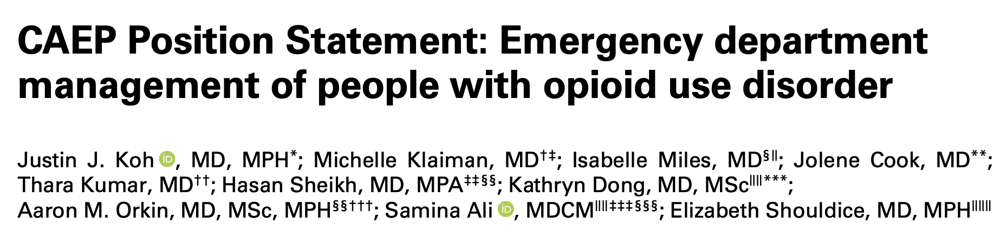 CAEP Position Statement: Emergency department
management of people with opioid use disorder
Justin J. Koh iD, MD, MPH*; Michelle Klaiman, MD†‡; Isabelle Miles, MD§||; Jolene Cook, MD**;
Thara Kumar, MD††; Hasan Sheikh, MD, MPA‡‡§§; Kathryn Dong, MD, MSc||||***;
Aaron M. Orkin, MD, MSc, MPH§§†††; Samina Ali iD, MDCM||||‡‡‡§§§; Elizabeth Shouldice, MD, MPH||||||